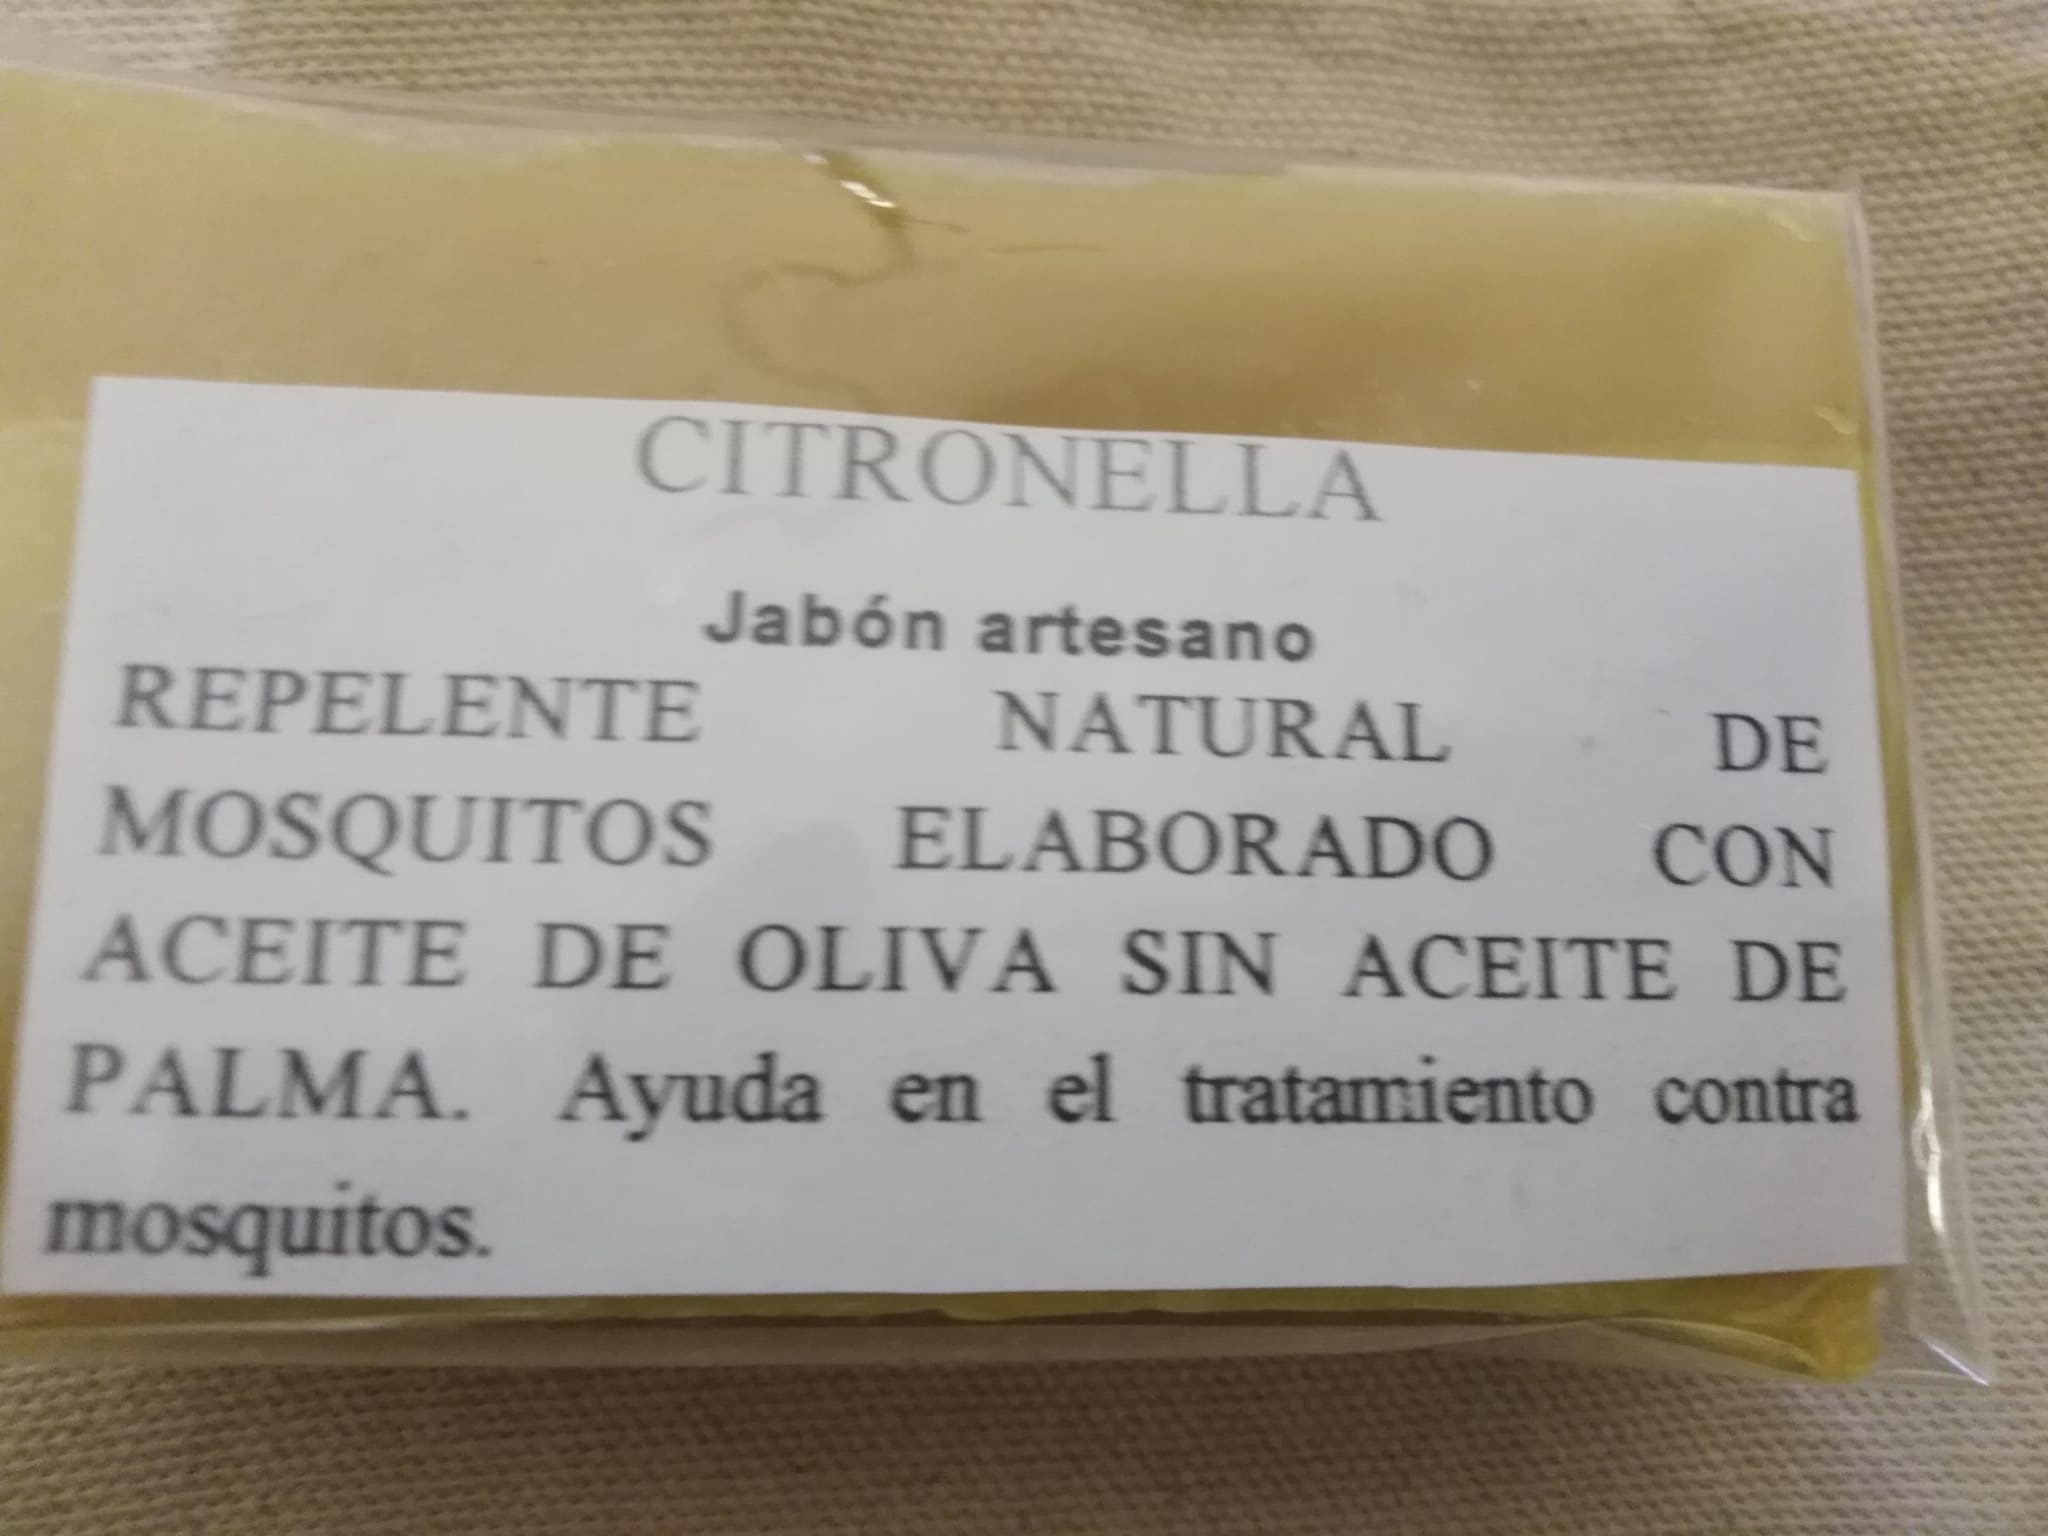 CITRONELLA
Jabón artesano
REPELENTE NATURAL DE
MOSQUITOS ELABORADO CON
ACEITE DE OLIVA SIN ACEITE DE
PALMA. Ayuda en el tratamiento contra
mosquitos.